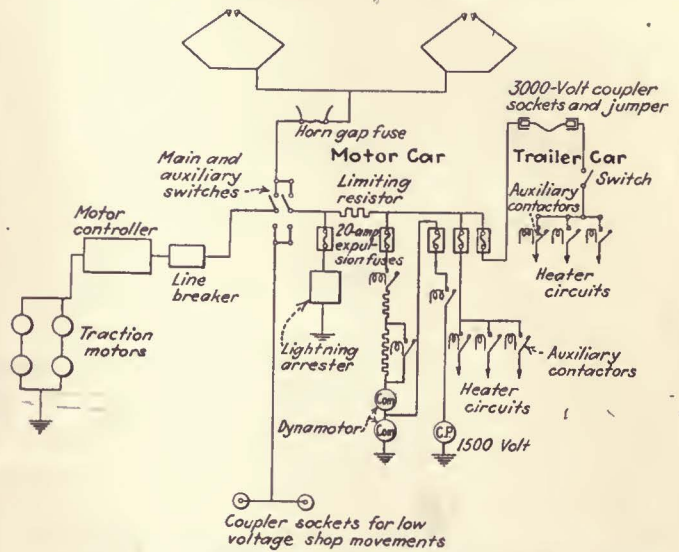 3000-Volt coupler
sockets and jumper
Horn gap fuse
Motor Car
Trailer Car
Main and
auxiliary
switches
Limiting
resistor
Switch
Auxiliary
contactors
Motor
controller
20-amp
expul-
sion fuses
Heater
circuits
Line
breaker
Traction
motors
Lightning
arrester
Auxiliary
contactors
Heater
circuits
Com
Dynamotor
Com
C.P.
1500 Volt
Coupler sockets for low
voltage shop movements